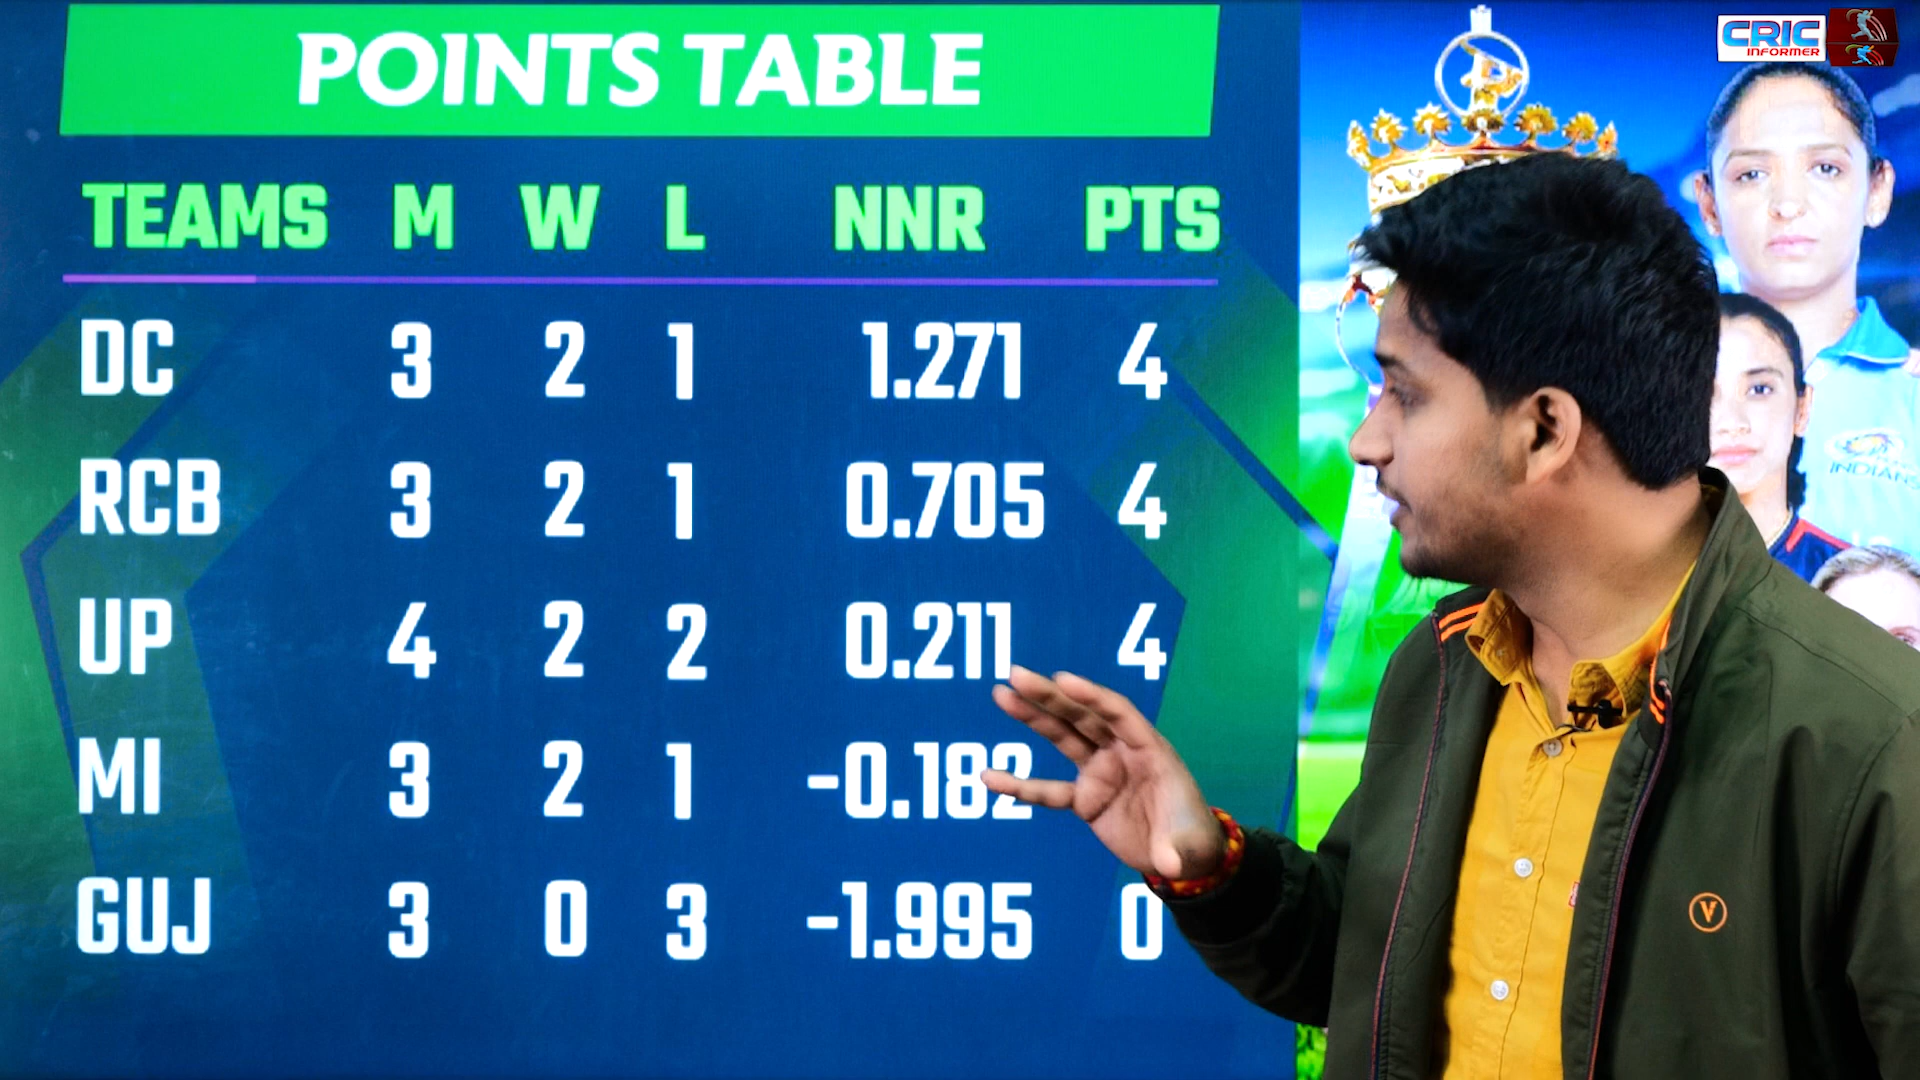 POINTS TABLE
CRIC
INFORMER
TEAMS M W L NNR PTS
DC 3 2 1 1.271 4
RCB 3 2 1 0.705 4
INDIANS
UP 4 2 2 0.211 4
MI 3 2 1 -0.182
GUJ 3 0 3 -1.995 0
V